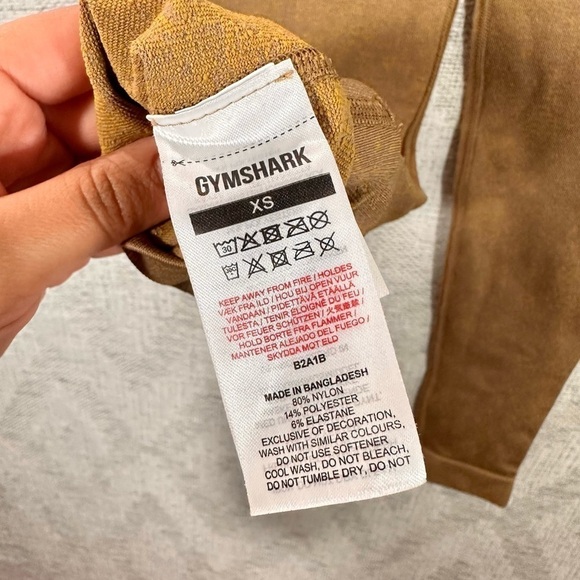 GYMSHARK
XS
30
KEEP AWAY FROM FIRE / HOLDES
VÆK FRA ILD / HOU BIJ OPEN VUUR
VANDAAN / PIDETTÄVÄ ETÄÄLLÄ
TULESTA / TENIR ELOIGNÉ DU FEU /
VOR FEUER SCHÜTZEN / 火気厳禁 /
HOLD BORTE FRA FLAMMER /
MANTENER ALEJADO DEL FUEGO /
SKYDDA MOT ELD
B2A1B
MADE IN BANGLADESH
80% NYLON
14% POLYESTER
6% ELASTANE
EXCLUSIVE OF DECORATION,
WASH WITH SIMILAR COLOURS,
DO NOT USE SOFTENER
COOL WASH, DO NOT BLEACH,
DO NOT TUMBLE DRY, DO NOT